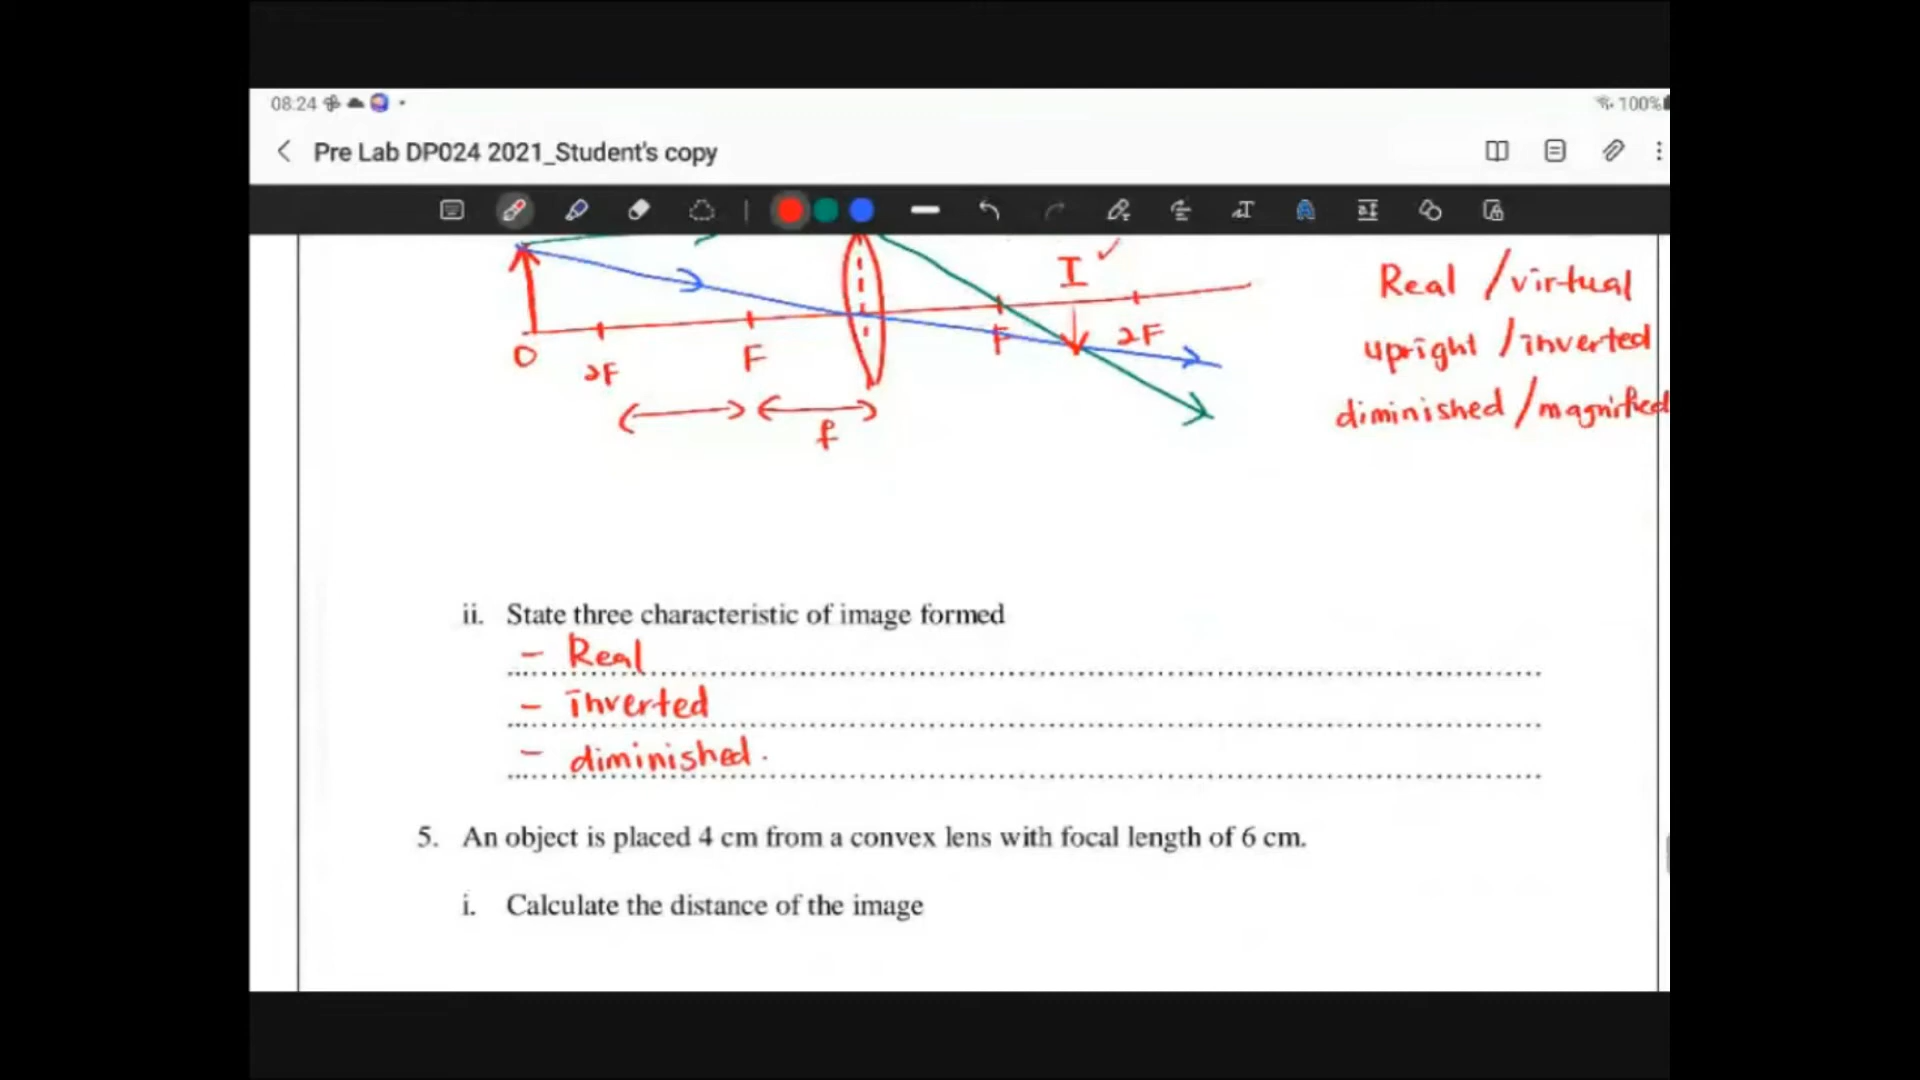 08:24
100%
Pre Lab DP024 2021_Student's copy
I
Real / virtual
O
2F
F
F
2F
upright / inverted
f
diminished / magnified
ii. State three characteristic of image formed
- Real
- inverted
- diminished.
5. An object is placed 4 cm from a convex lens with focal length of 6 cm.
i. Calculate the distance of the image